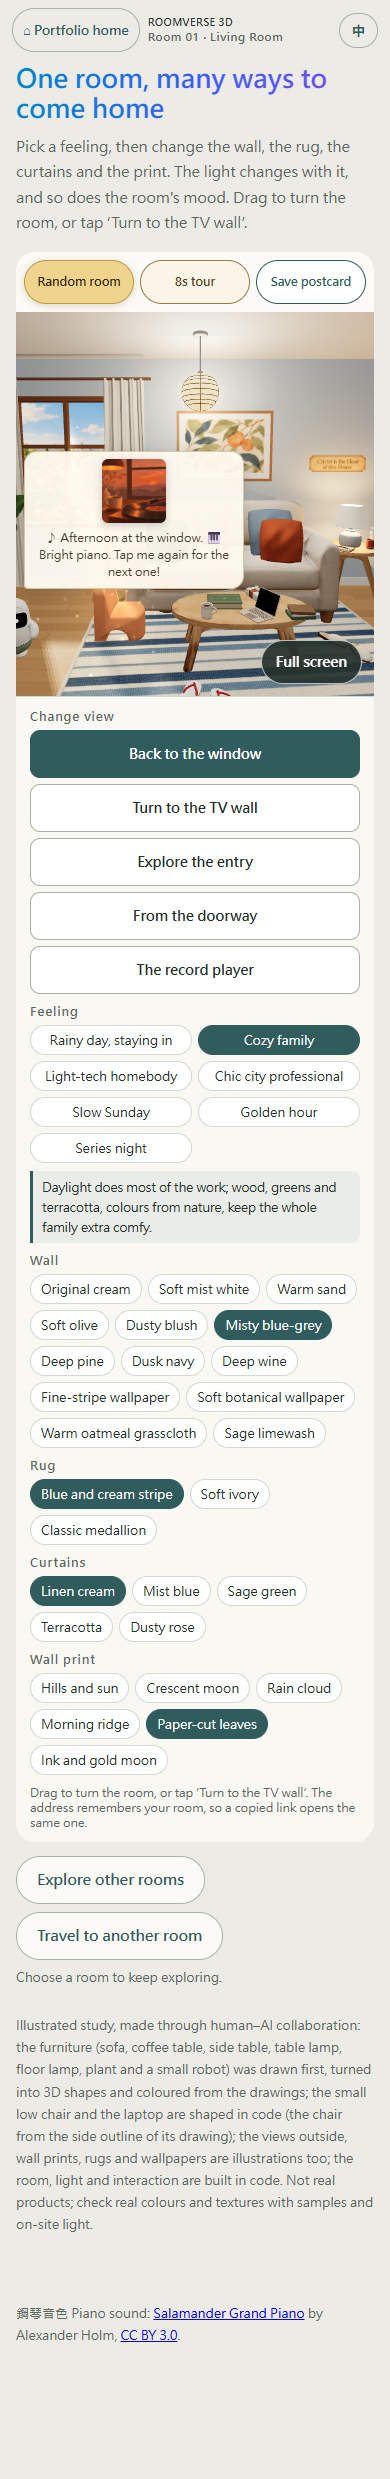 ⌂ Portfolio home
ROOMVERSE 3D
Room 01 · Living Room
中
One room, many ways to
come home
Pick a feeling, then change the wall, the rug, the
curtains and the print. The light changes with it,
and so does the room's mood. Drag to turn the
room, or tap ‘Turn to the TV wall’.
Random room
8s tour
Save postcard
Christ is the Head
of this House
♪ Afternoon at the window. 🎹
Bright piano. Tap me again for the
next one!
Full screen
Change view
Back to the window
Turn to the TV wall
Explore the entry
From the doorway
The record player
Feeling
Rainy day, staying in
Cozy family
Light-tech homebody
Chic city professional
Slow Sunday
Golden hour
Series night
Daylight does most of the work; wood, greens and
terracotta, colours from nature, keep the whole
family extra comfy.
Wall
Original cream
Soft mist white
Warm sand
Soft olive
Dusty blush
Misty blue-grey
Deep pine
Dusk navy
Deep wine
Fine-stripe wallpaper
Soft botanical wallpaper
Warm oatmeal grasscloth
Sage limewash
Rug
Blue and cream stripe
Soft ivory
Classic medallion
Curtains
Linen cream
Mist blue
Sage green
Terracotta
Dusty rose
Wall print
Hills and sun
Crescent moon
Rain cloud
Morning ridge
Paper-cut leaves
Ink and gold moon
Drag to turn the room, or tap ‘Turn to the TV wall’. The
address remembers your room, so a copied link opens the
same one.
Explore other rooms
Travel to another room
Choose a room to keep exploring.
Illustrated study, made through human–AI collaboration:
the furniture (sofa, coffee table, side table, table lamp,
floor lamp, plant and a small robot) was drawn first, turned
into 3D shapes and coloured from the drawings; the small
low chair and the laptop are shaped in code (the chair
from the side outline of its drawing); the views outside,
wall prints, rugs and wallpapers are illustrations too; the
room, light and interaction are built in code. Not real
products; check real colours and textures with samples and
on-site light.
鋼琴音色 Piano sound: Salamander Grand Piano by
Alexander Holm, CC BY 3.0.